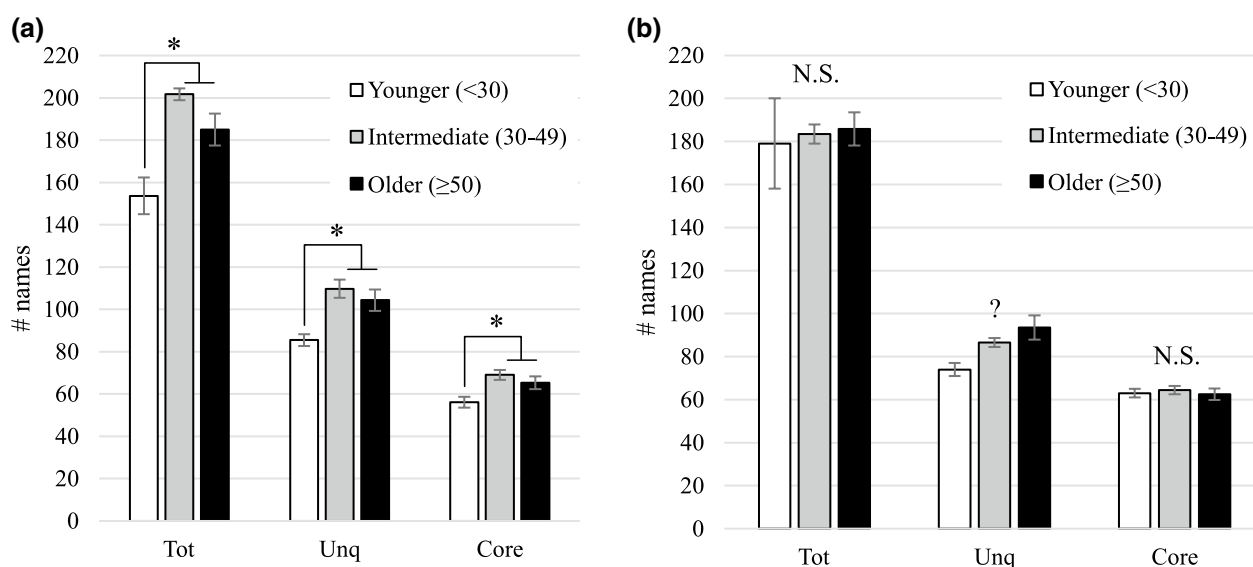 (a)
220
200
180
160
140
120
100
80
60
40
20
0
# names
*
*
*
Younger (<30)
Intermediate (30-49)
Older (≥50)
Tot Unq Core
(b)
220
200
180
160
140
120
100
80
60
40
20
0
# names
N.S.
?
N.S.
Younger (<30)
Intermediate (30-49)
Older (≥50)
Tot Unq Core